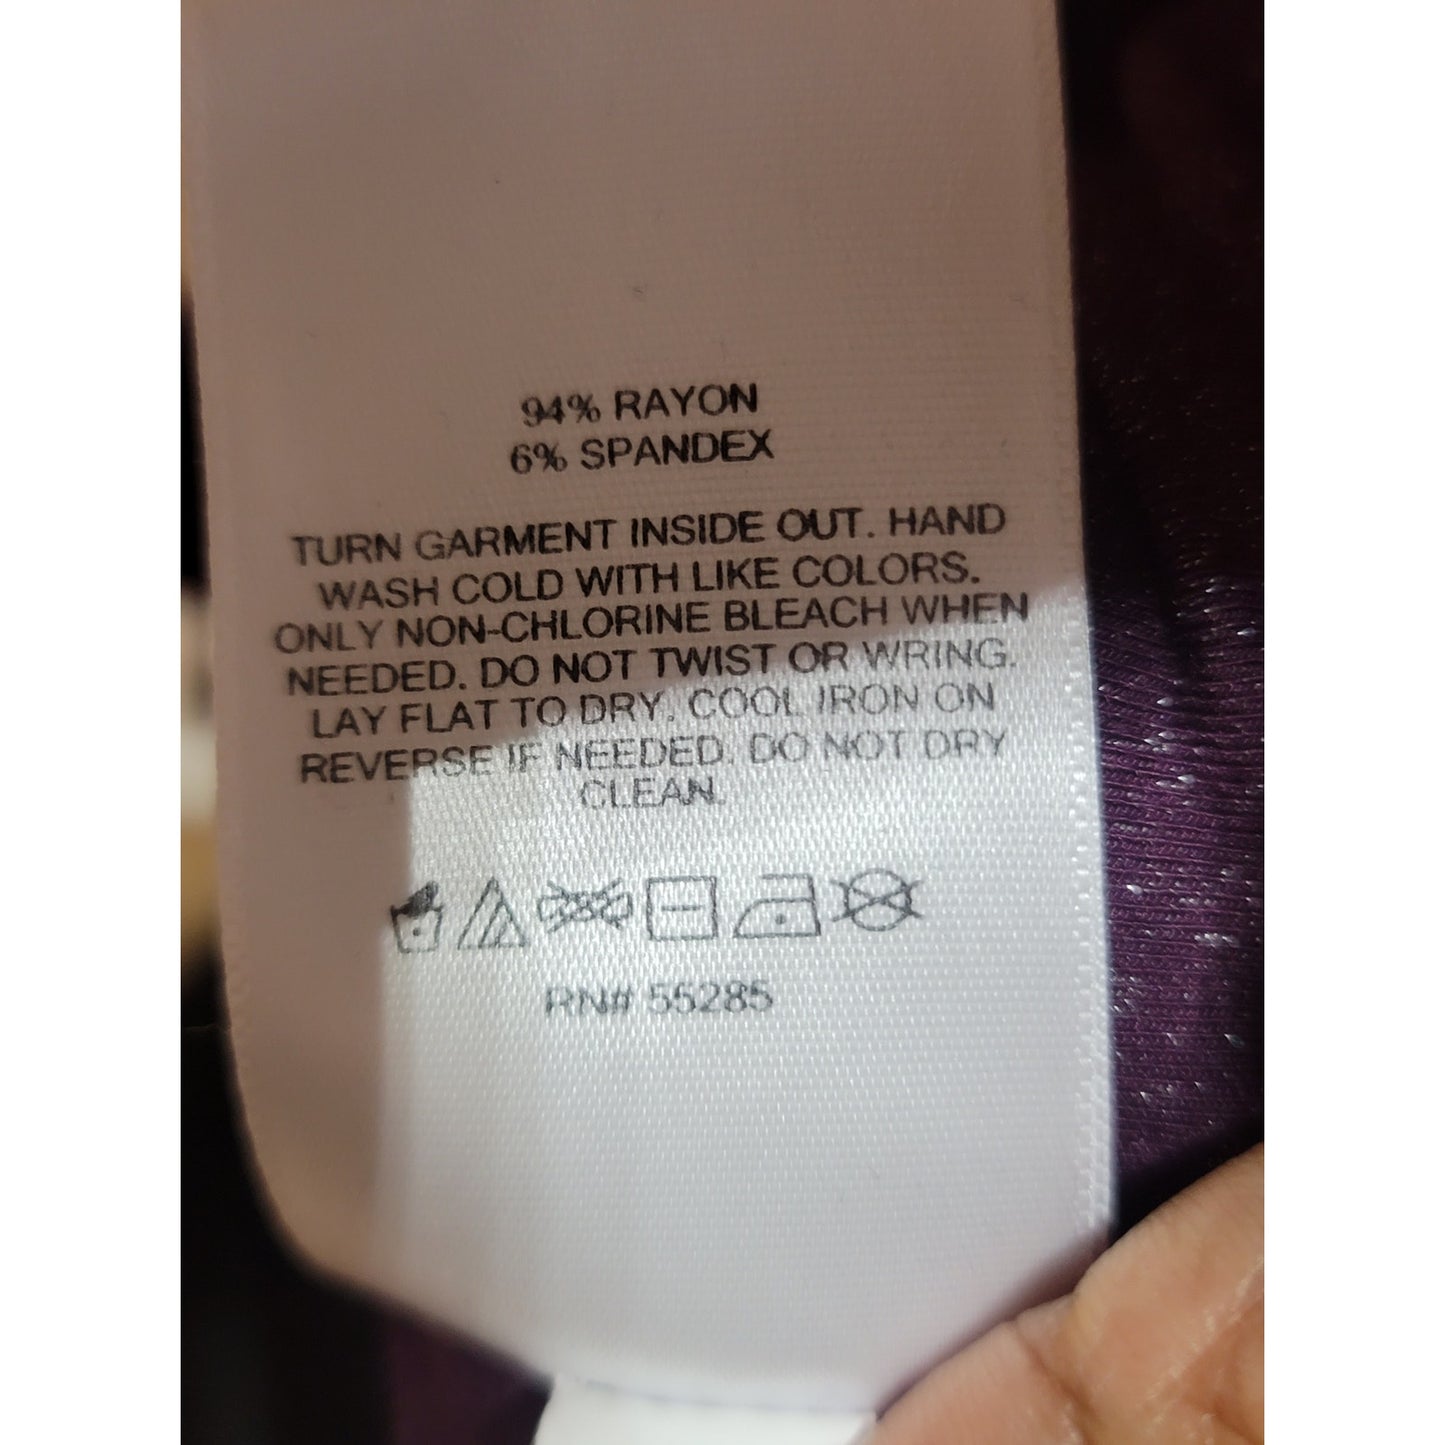 94% RAYON
6% SPANDEX
TURN GARMENT INSIDE OUT. HAND
WASH COLD WITH LIKE COLORS.
ONLY NON-CHLORINE BLEACH WHEN
NEEDED. DO NOT TWIST OR WRING.
LAY FLAT TO DRY. COOL IRON ON
REVERSE IF NEEDED. DO NOT DRY
CLEAN.
RN# 55285